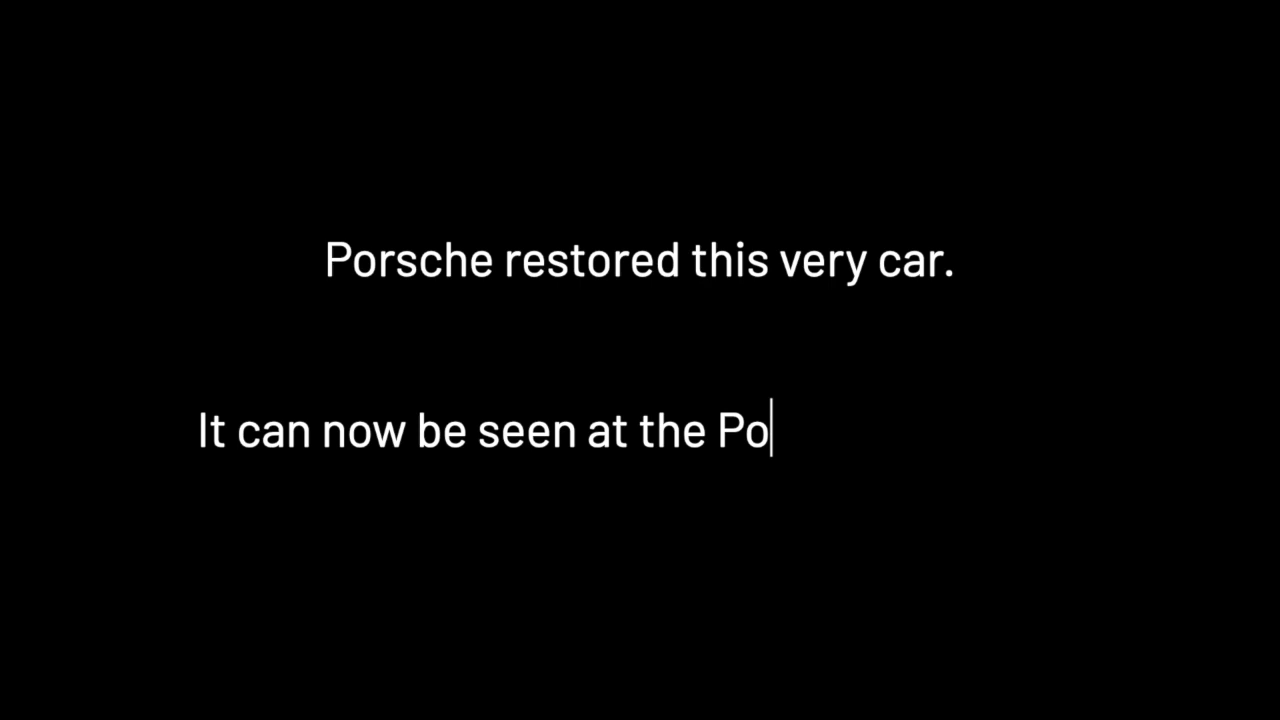 Porsche restored this very car.
It can now be seen at the Po